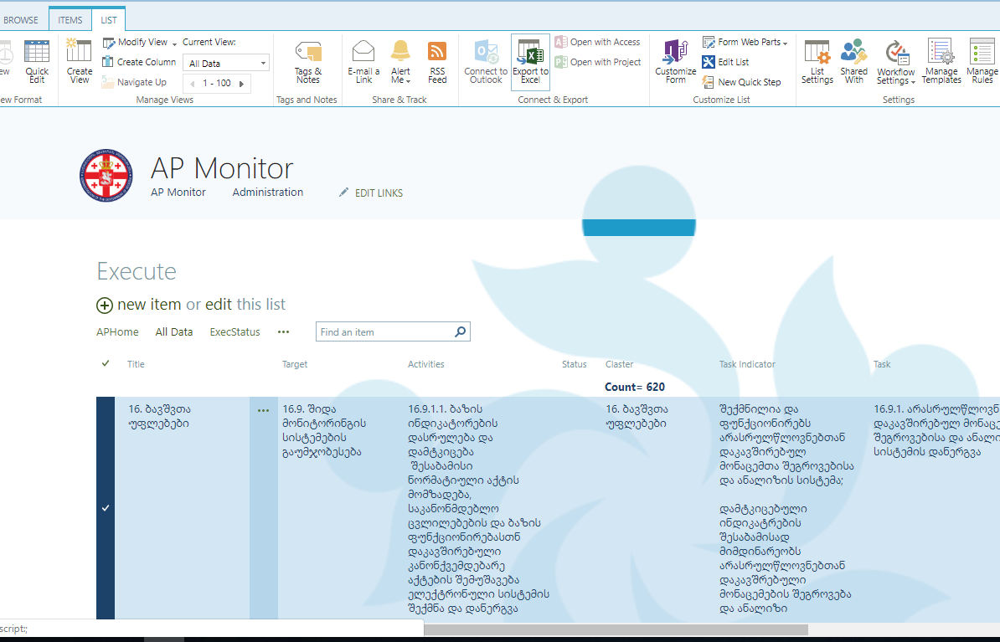 BROWSE ITEMS LIST
Modify View Current View: Open with Access Form Web Parts
Create Column All Data Open with Project Edit List
Quick Edit Create View Navigate Up 1 - 100 Tags & Notes E-mail a Link Alert Me RSS Feed Connect to Outlook Export to Excel Customize Form New Quick Step List Settings Shared With Workflow Settings Manage Templates Manage Rules
Manage Views Tags and Notes Share & Track Connect & Export Customize List Settings
AP Monitor
AP Monitor Administration EDIT LINKS
Execute
new item or edit this list
APHome All Data ExecStatus ••• Find an item
Title Target Activities Status Claster Task Indicator Task
Count= 620
16. ბავშვთა
უფლებები
16.9. შიდა
მონიტორინგის
სისტემების
გაუმჯობესება
16.9.1.1. ბაზის
ინდიკატორების
დასრულება და
დამტკიცება
შესაბამისი
ნორმატიული აქტის
მომზადება,
საკანონმდებლო
ცვლილებების და ბაზის
ფუნქციონირებასთნ
დაკავშირებული
კანონქვემდებარე
აქტების შემუშავება
ელექტრონული სისტემის
შექმნა და დანერგვა
16. ბავშვთა
უფლებები
შექმნილია და
ფუნქციონირებს
არასრულწლოვნებთან
დაკავშირებულ
მონაცემთა შეგროვებისა
და ანალიზის სისტემა;
დამტკიცებული
ინდიკატრების
შესაბამისად
მიმდინარეობს
არასრულწლოვნებთან
დაკავშრებული
მონაცემების შეგროვება
და ანალიზი
16.9.1. არასრულწლოვნ
დაკავშირებულ მონაცე
შეგროვებისა და ანალი
სისტემის დანერგვა
script:;